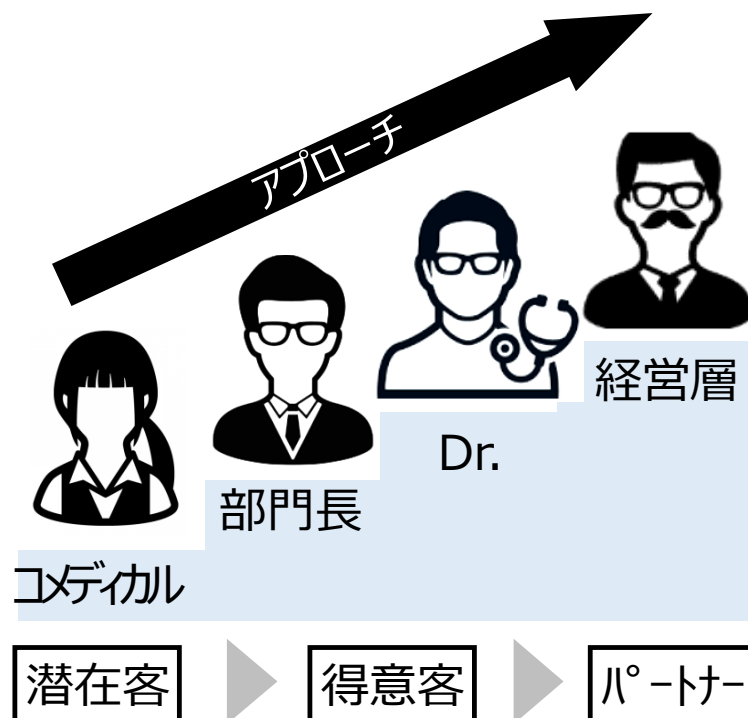 アプローチ
経営層
Dr.
部門長
コメディカル
潜在客
得意客
パートナー